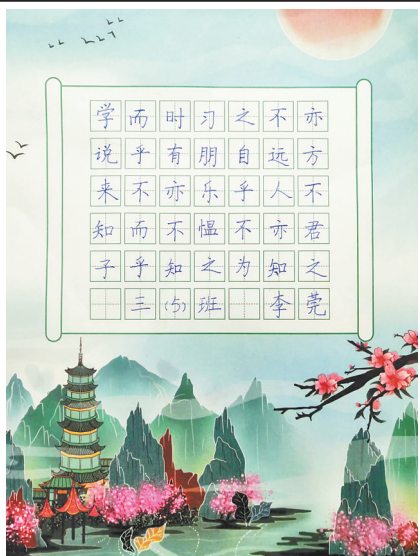 学而时习之不亦
说乎有朋自远方
来不亦乐乎人不
知而不愠不亦君
子乎知之为知之
三(5)班 李莞